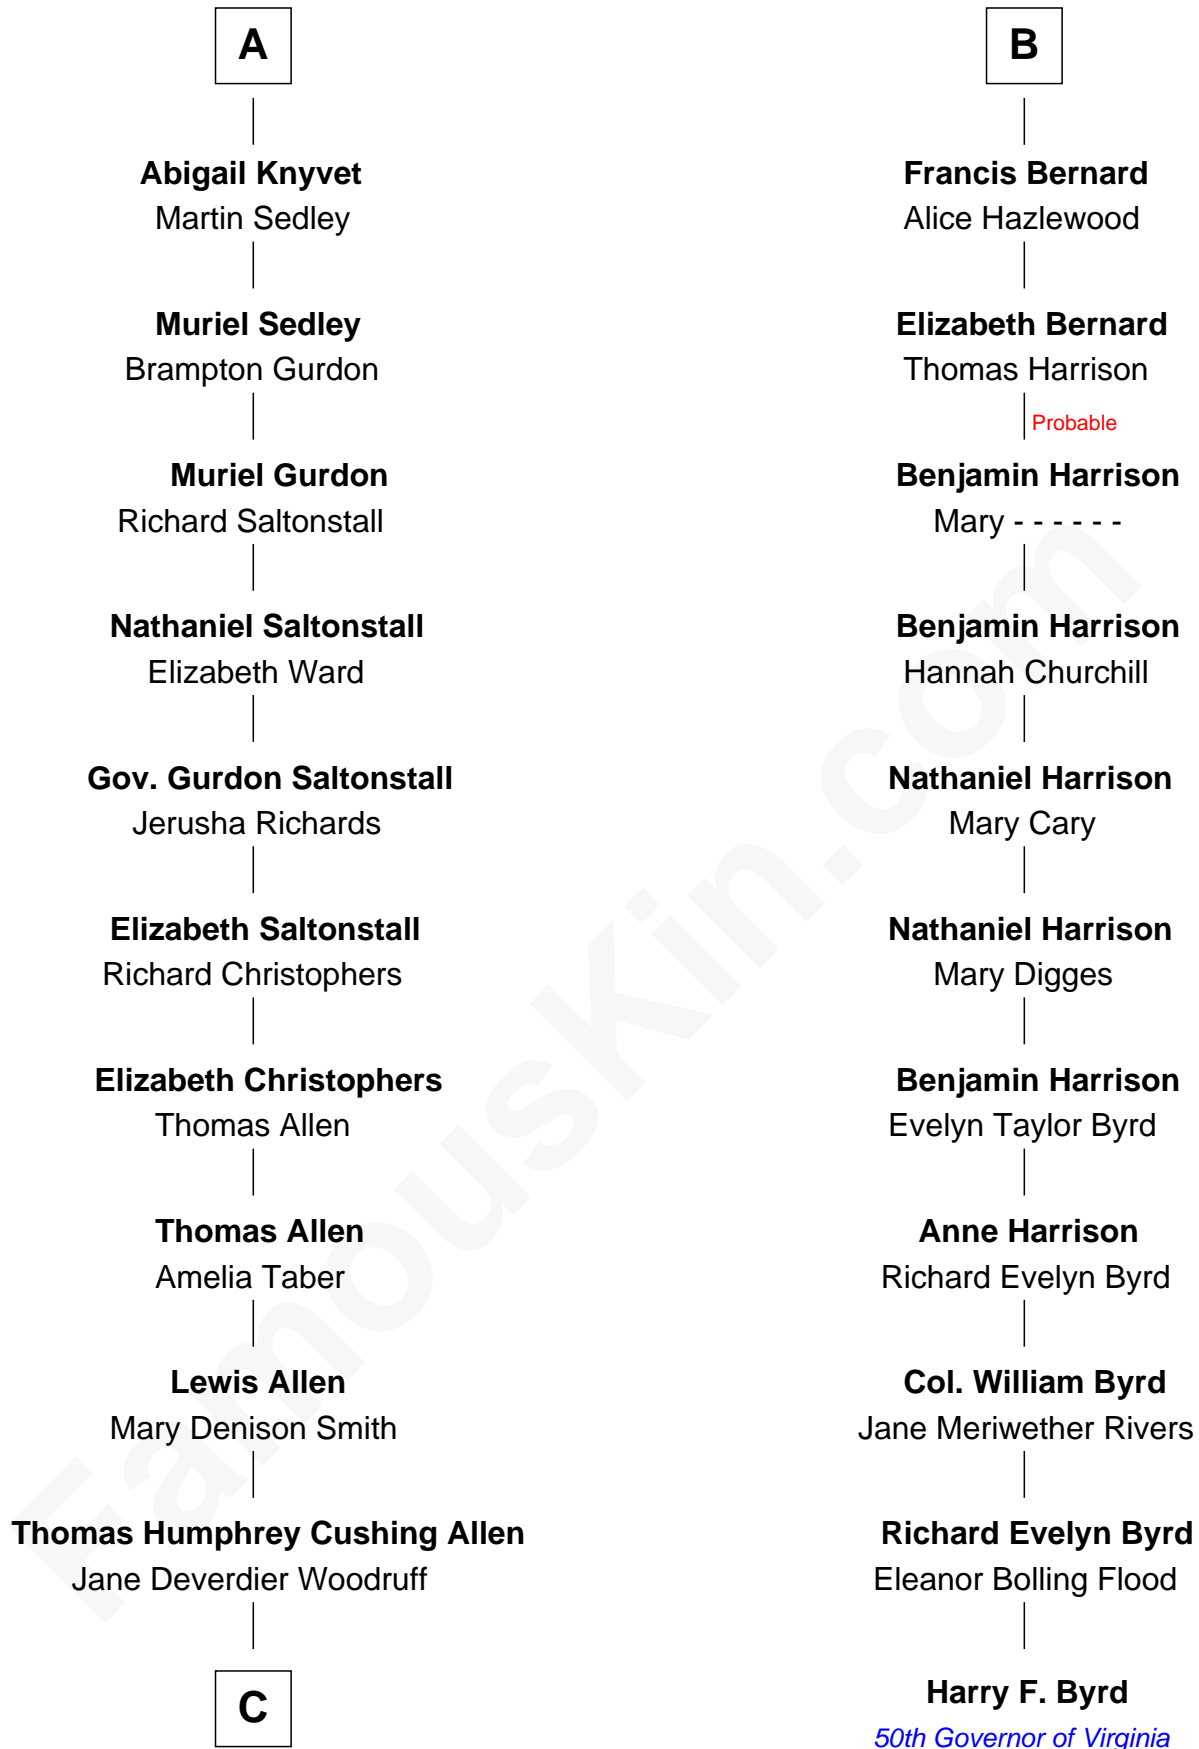 A
Abigail Knyvet
Martin Sedley
Muriel Sedley
Brampton Gurdon
Muriel Gurdon
Richard Saltonstall
Nathaniel Saltonstall
Elizabeth Ward
Gov. Gurdon Saltonstall
Jerusha Richards
Elizabeth Saltonstall
Richard Christophers
Elizabeth Christophers
Thomas Allen
Thomas Allen
Amelia Taber
Lewis Allen
Mary Denison Smith
Thomas Humphrey Cushing Allen
Jane Deverdier Woodruff
C
B
Francis Bernard
Alice Hazlewood
Elizabeth Bernard
Thomas Harrison
Probable
Benjamin Harrison
Mary - - - - - -
Benjamin Harrison
Hannah Churchill
Nathaniel Harrison
Mary Cary
Nathaniel Harrison
Mary Digges
Benjamin Harrison
Evelyn Taylor Byrd
Anne Harrison
Richard Evelyn Byrd
Col. William Byrd
Jane Meriwether Rivers
Richard Evelyn Byrd
Eleanor Bolling Flood
Harry F. Byrd
50th Governor of Virginia
FamousKin.com